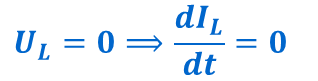 U_L = 0 ⟹ dI_L/dt = 0